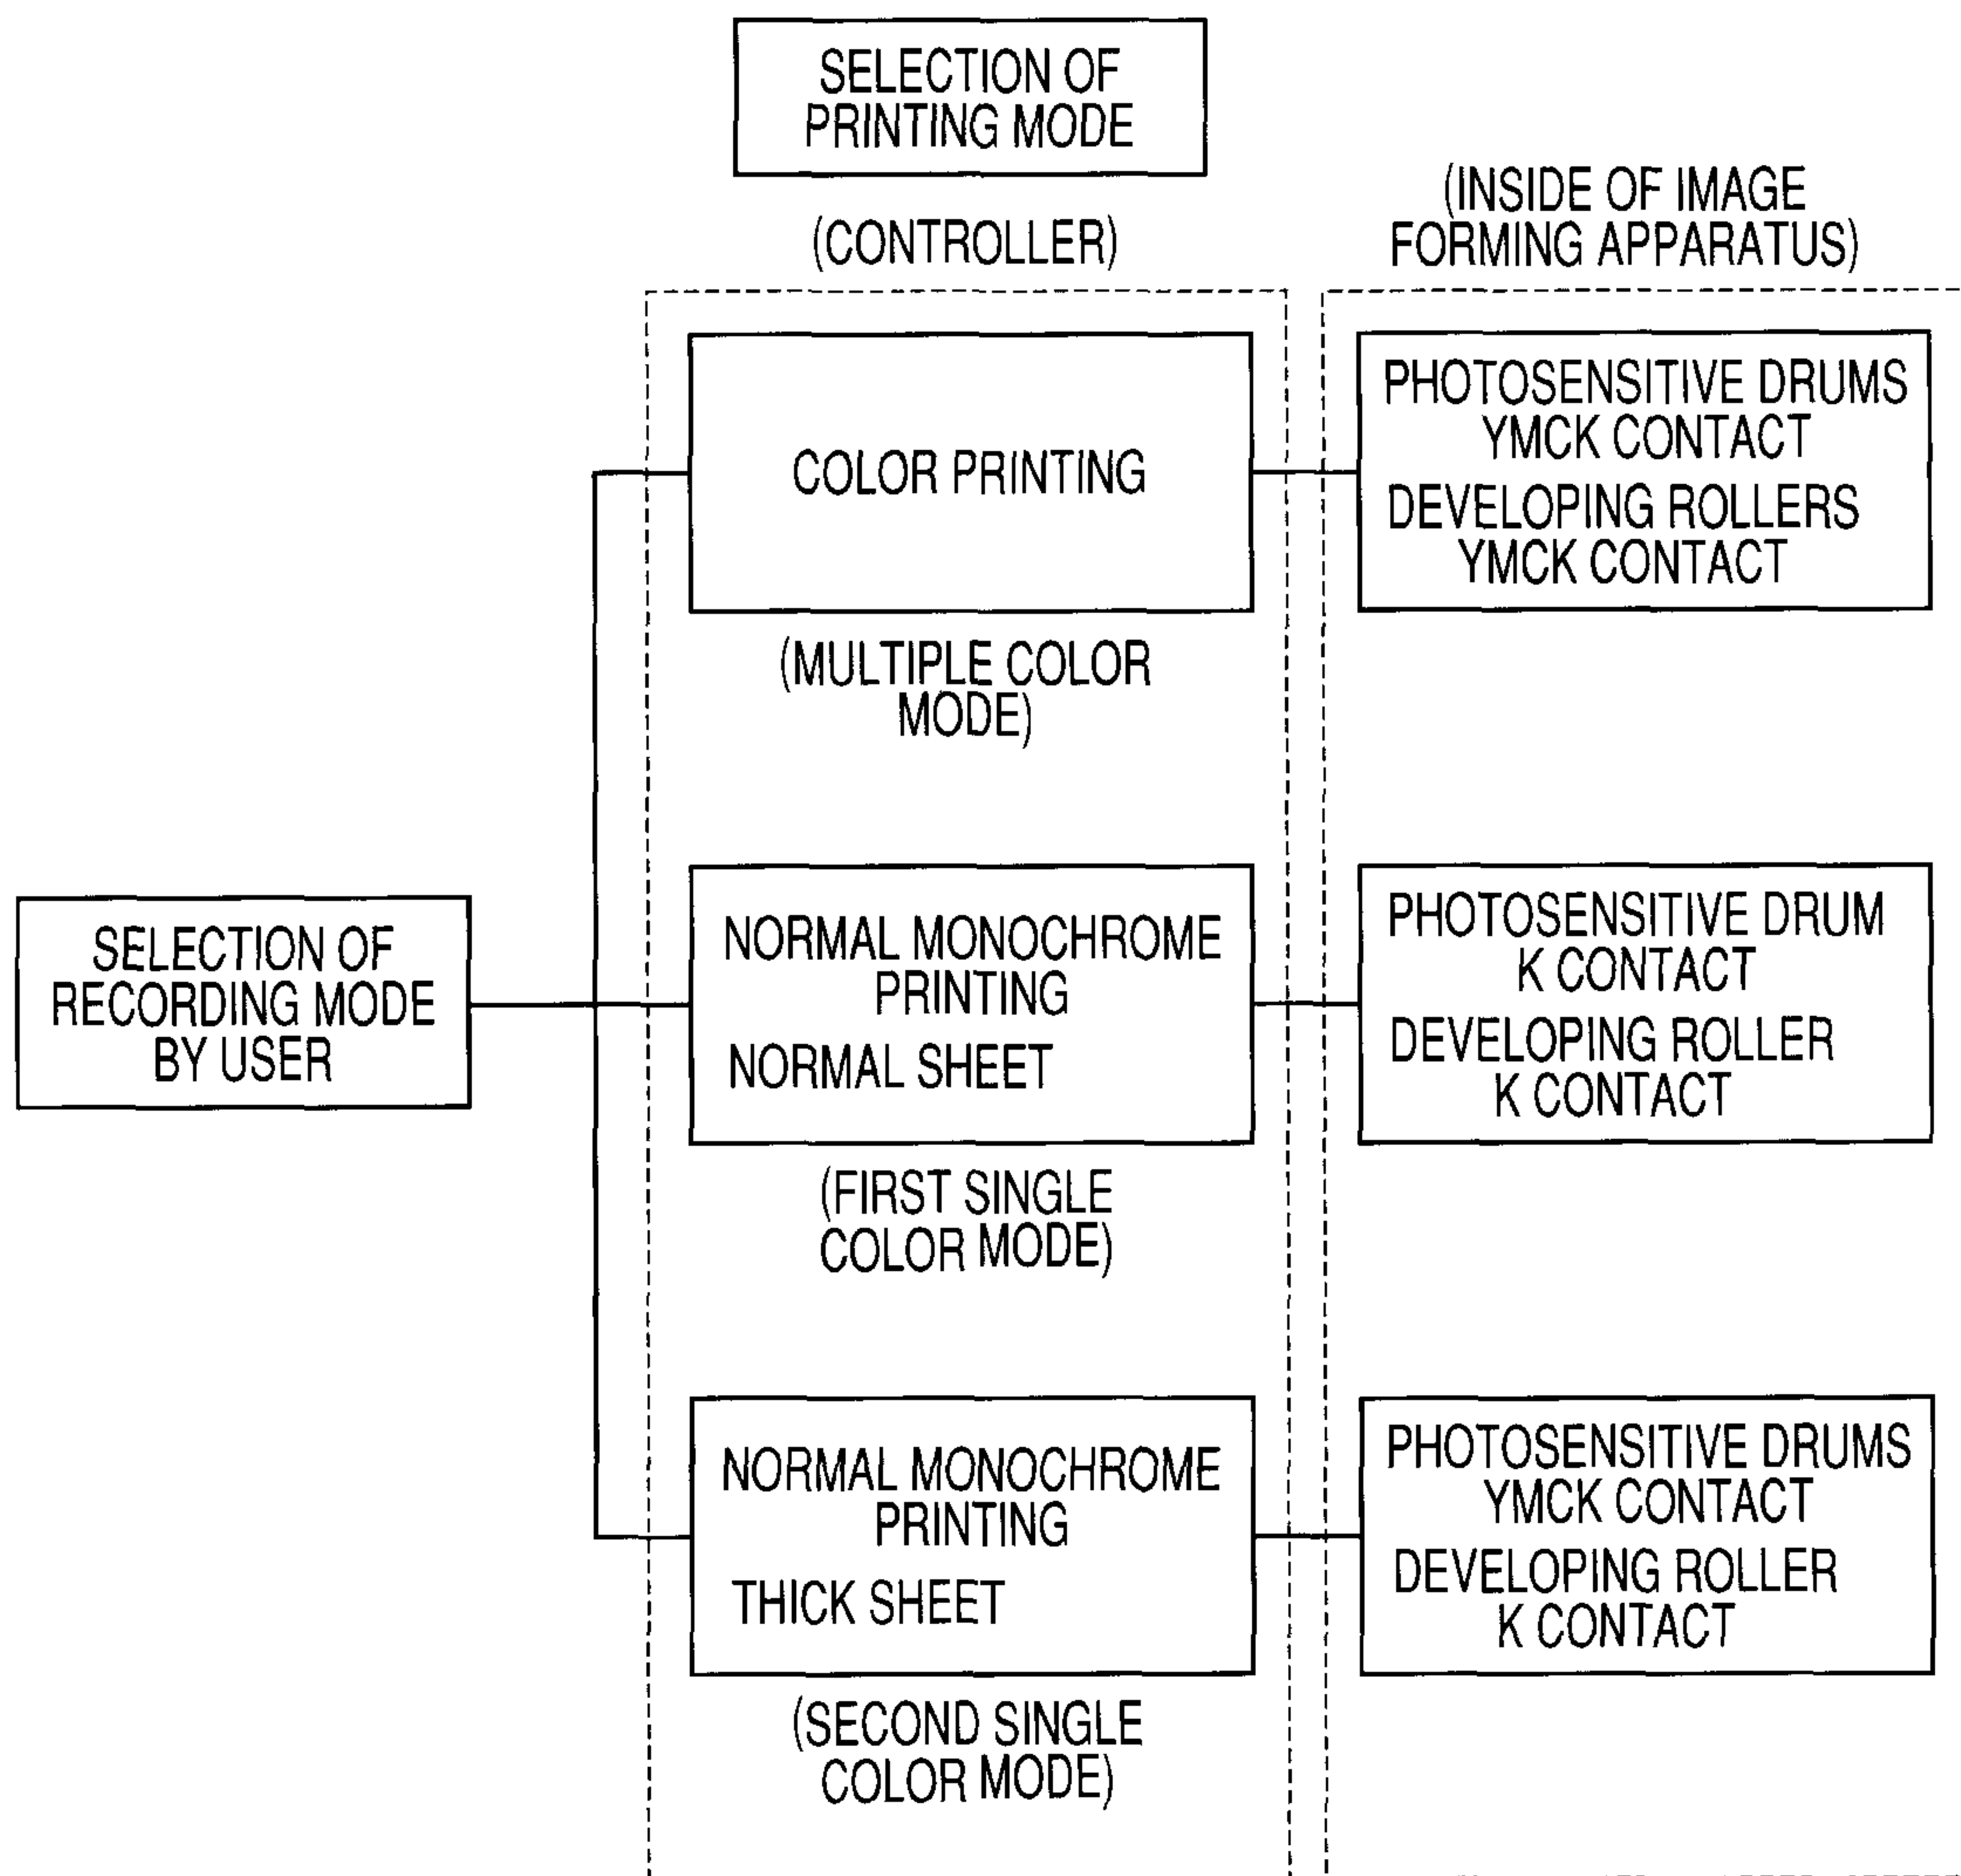 SELECTION OF
PRINTING MODE
(CONTROLLER)
(INSIDE OF IMAGE
FORMING APPARATUS)
COLOR PRINTING
(MULTIPLE COLOR
MODE)
PHOTOSENSITIVE DRUMS
YMCK CONTACT
DEVELOPING ROLLERS
YMCK CONTACT
SELECTION OF
RECORDING MODE
BY USER
NORMAL MONOCHROME
PRINTING
NORMAL SHEET
(FIRST SINGLE
COLOR MODE)
PHOTOSENSITIVE DRUM
K CONTACT
DEVELOPING ROLLER
K CONTACT
NORMAL MONOCHROME
PRINTING
THICK SHEET
(SECOND SINGLE
COLOR MODE)
PHOTOSENSITIVE DRUMS
YMCK CONTACT
DEVELOPING ROLLER
K CONTACT